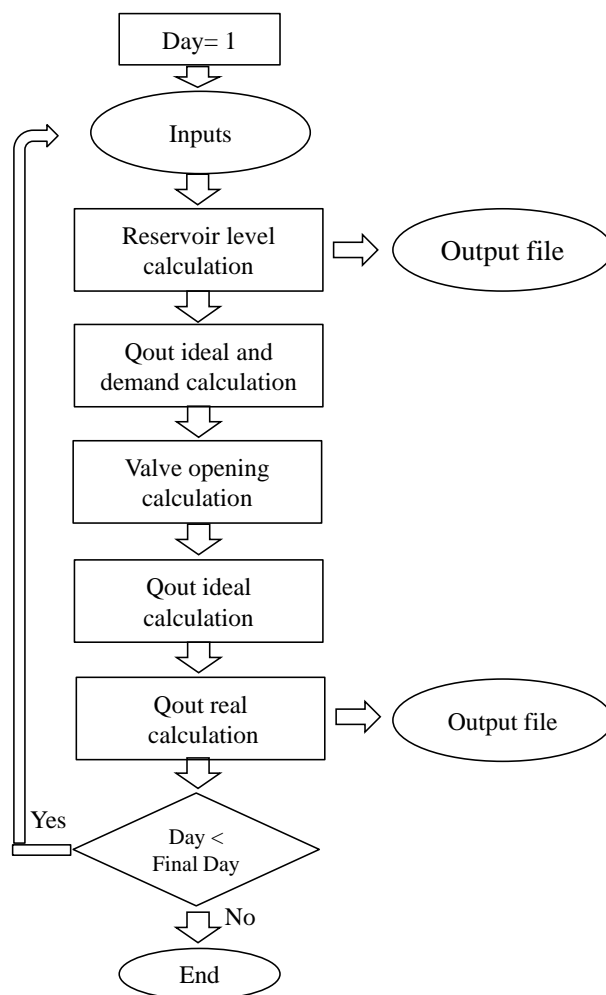 Day= 1
Inputs
Reservoir level
calculation
Output file
Qout ideal and
demand calculation
Valve opening
calculation
Qout ideal
calculation
Qout real
calculation
Output file
Yes
Day <
Final Day
No
End